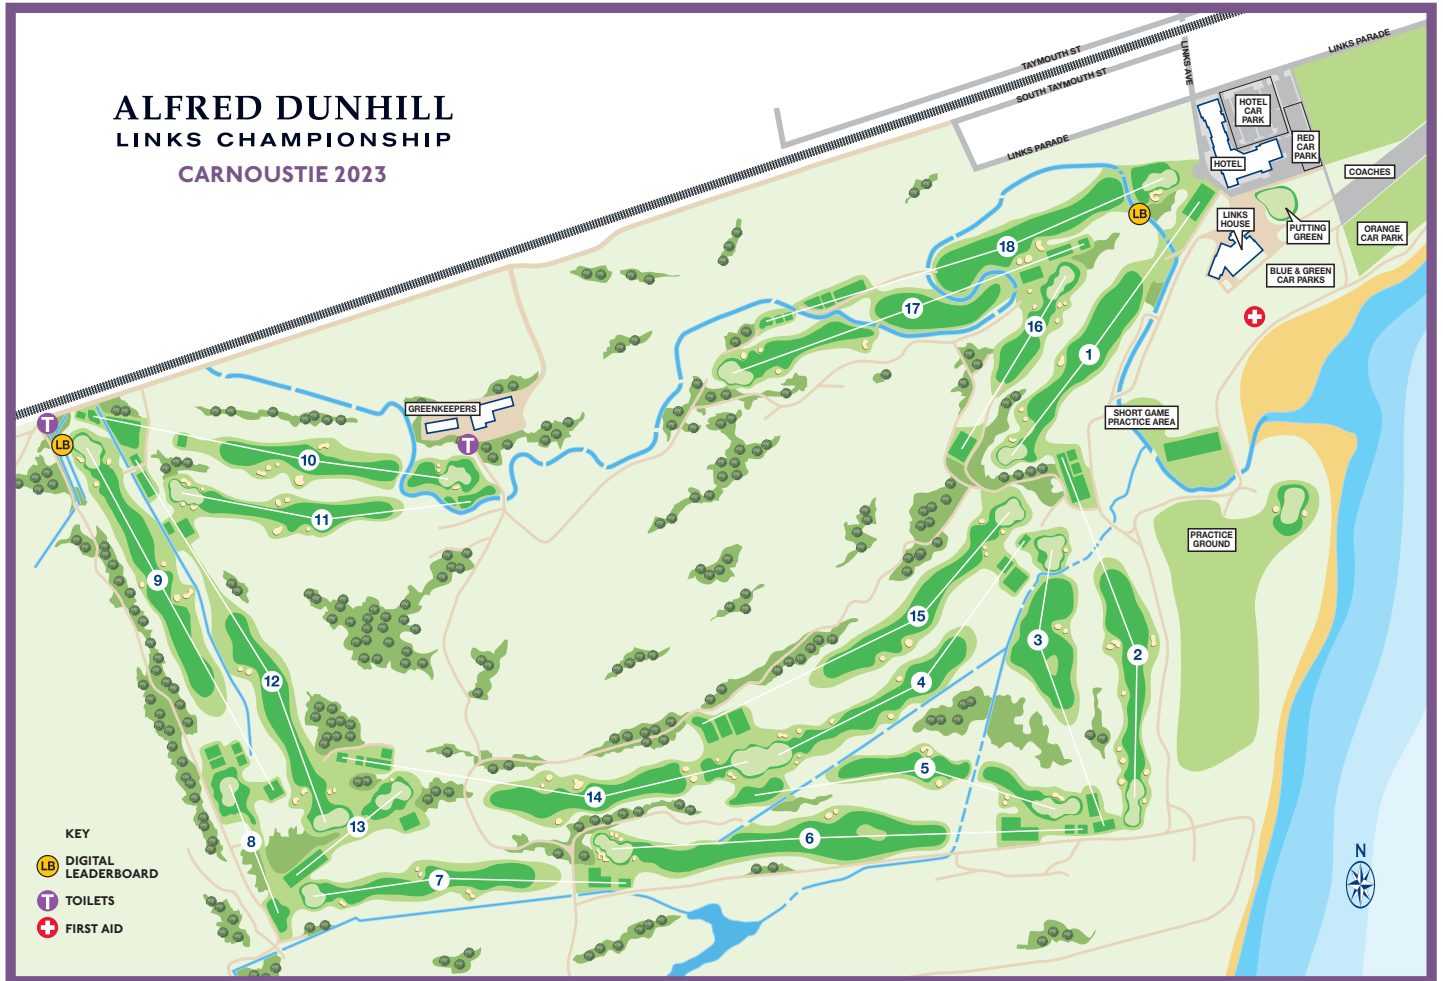 ALFRED DUNHILL
LINKS CHAMPIONSHIP
CARNOUSTIE 2023
TAYMOUTH ST
SOUTH TAYMOUTH ST
LINKS AVE
LINKS PARADE
LINKS PARADE
HOTEL
CAR
PARK
RED
CAR
PARK
HOTEL
COACHES
LINKS
HOUSE
PUTTING
GREEN
ORANGE
CAR PARK
BLUE & GREEN
CAR PARKS
LB
18
17
16
1
GREENKEEPERS
SHORT GAME
PRACTICE AREA
T
LB
T
10
11
PRACTICE
GROUND
9
15
3
2
12
4
5
14
13
6
8
7
KEY
LB
DIGITAL
LEADERBOARD
T
TOILETS
FIRST AID
N